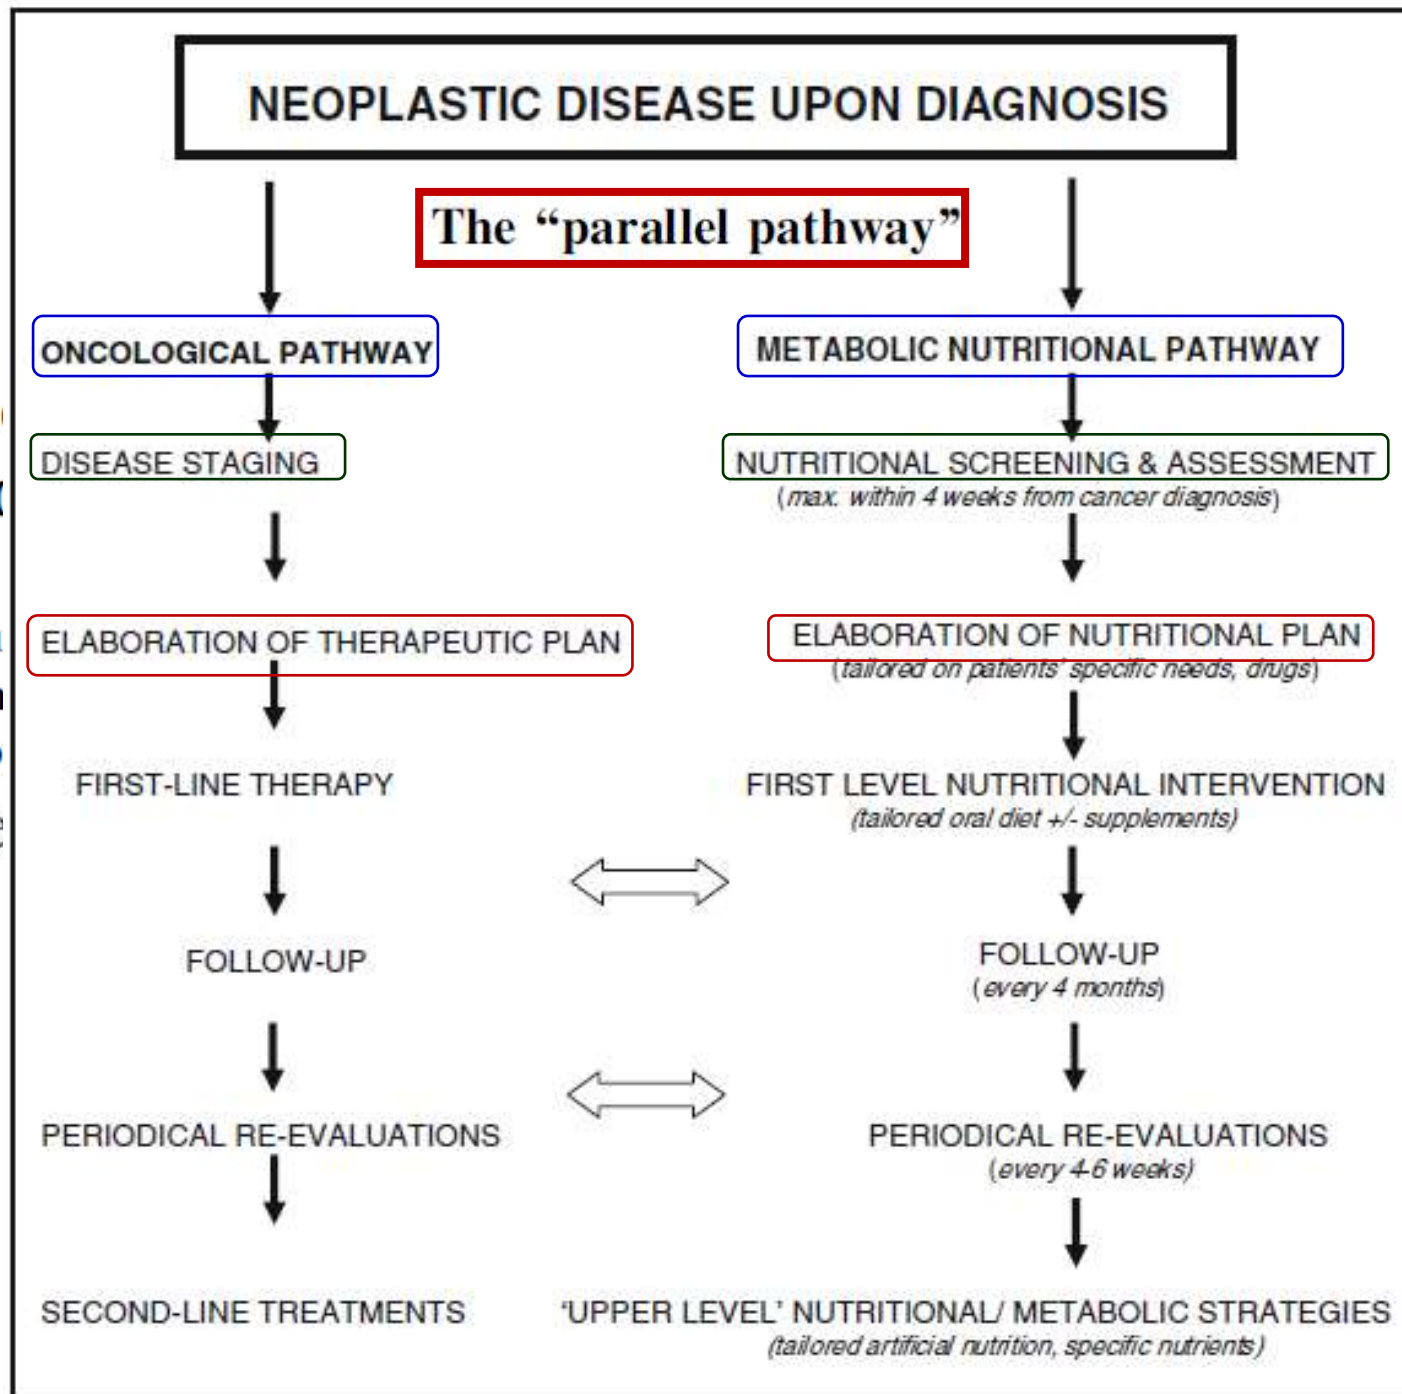 NEOPLASTIC DISEASE UPON DIAGNOSIS
The “parallel pathway”
ONCOLOGICAL PATHWAY
METABOLIC NUTRITIONAL PATHWAY
DISEASE STAGING
NUTRITIONAL SCREENING & ASSESSMENT
(max. within 4 weeks from cancer diagnosis)
ELABORATION OF THERAPEUTIC PLAN
ELABORATION OF NUTRITIONAL PLAN
(tailored on patients' specific needs, drugs)
FIRST-LINE THERAPY
FIRST LEVEL NUTRITIONAL INTERVENTION
(tailored oral diet +/- supplements)
FOLLOW-UP
FOLLOW-UP
(every 4 months)
PERIODICAL RE-EVALUATIONS
PERIODICAL RE-EVALUATIONS
(every 4-6 weeks)
SECOND-LINE TREATMENTS
‘UPPER LEVEL’ NUTRITIONAL/ METABOLIC STRATEGIES
(tailored artificial nutrition, specific nutrients)